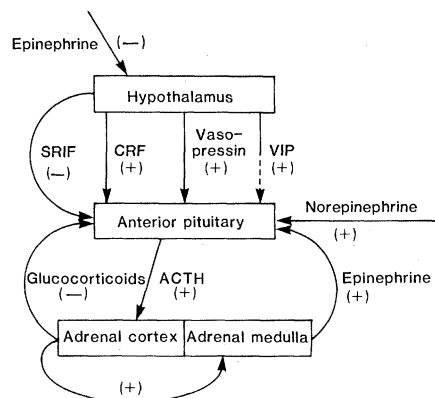 Epinephrine (—)
Hypothalamus
SRIF
(—)
CRF
(+)
Vaso-
pressin
(+)
VIP
(+)
Norepinephrine
(+)
Anterior pituitary
Glucocorticoids
(—)
ACTH
(+)
Epinephrine
(+)
Adrenal cortex
Adrenal medulla
(+)